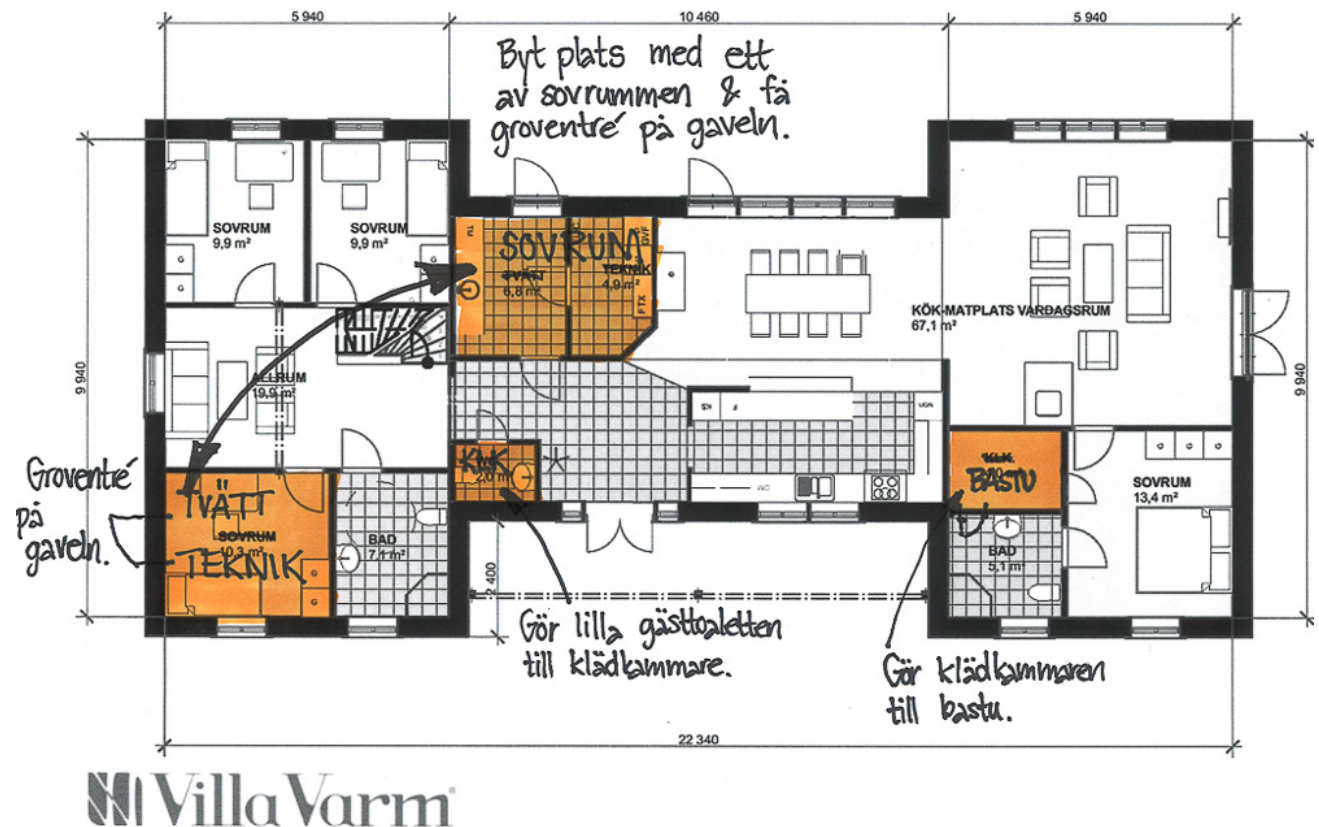 5 940
10 460
5 940
Byt plats med ett
av sovrummen & få
groventré på gaveln.
SOVRUM
9,9 m²
SOVRUM
9,9 m²
TM
SOVRUM
TVÄTT
6,8 m²
TEKNIK
4,9 m²
FTX
KÖK-MATPLATS VARDAGSRUM
67,1 m²
9 940
9 940
ALLRUM
19,9 m²
KS
F
Groventré
på
gaveln.
TVÄTT
SOVRUM
10,3 m²
TEKNIK
G
G
BAD
7,1 m²
KLK
2,0 m²
DM
KLK.
BASTU
G
G
G
SOVRUM
13,4 m²
BAD
5,1 m²
2 400
Gör lilla gästtoaletten
till klädkammare.
Gör klädkammaren
till bastu.
22 340
Villa Varm